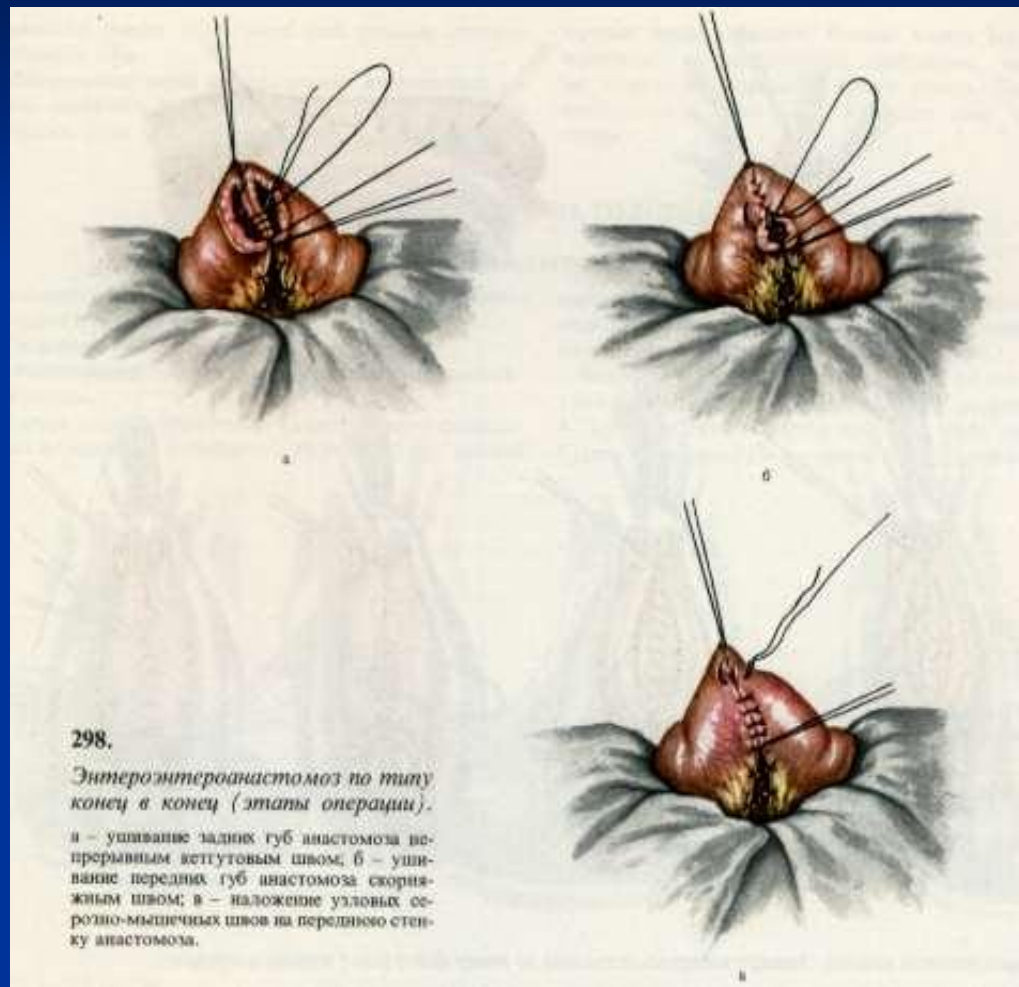 а
б
в
298.
Энтероэнтероанастомоз по типу
конец в конец (этапы операции).
а – ушивание задних губ анастомоза не-
прерывным кетгутовым швом; б – уши-
вание передних губ анастомоза скорня-
жным швом; в – наложение узловых се-
розно-мышечных швов на переднюю стен-
ку анастомоза.